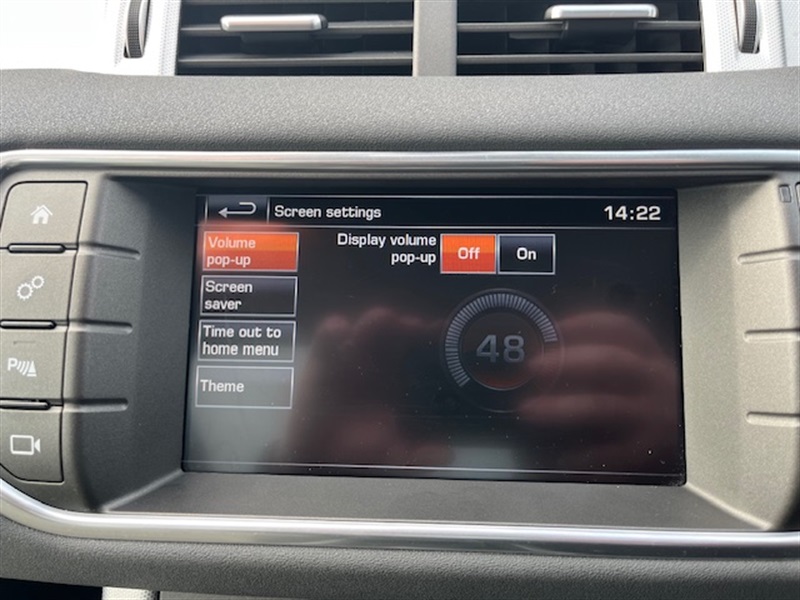 Screen settings
14:22
Volume
pop-up
Display volume
pop-up
Off
On
Screen
saver
48
Time out to
home menu
Theme
P